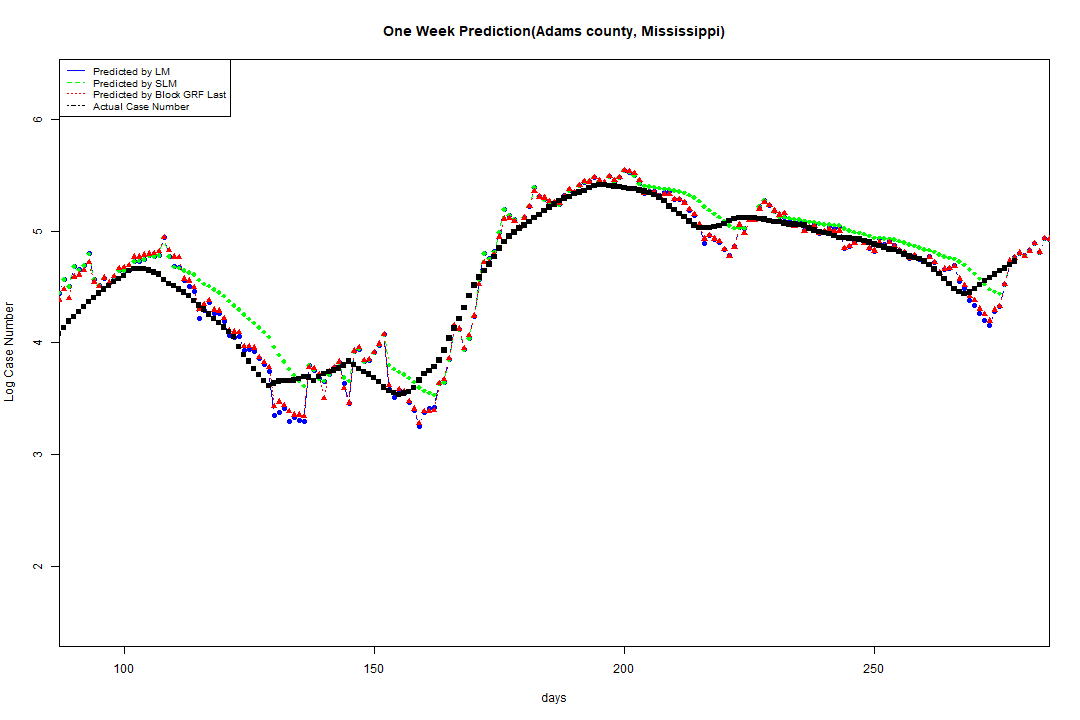 One Week Prediction(Adams county, Mississippi)
Predicted by LM
Predicted by SLM
Predicted by Block GRF Last
Actual Case Number
6
5
4
3
2
Log Case Number
100 150 200 250
days